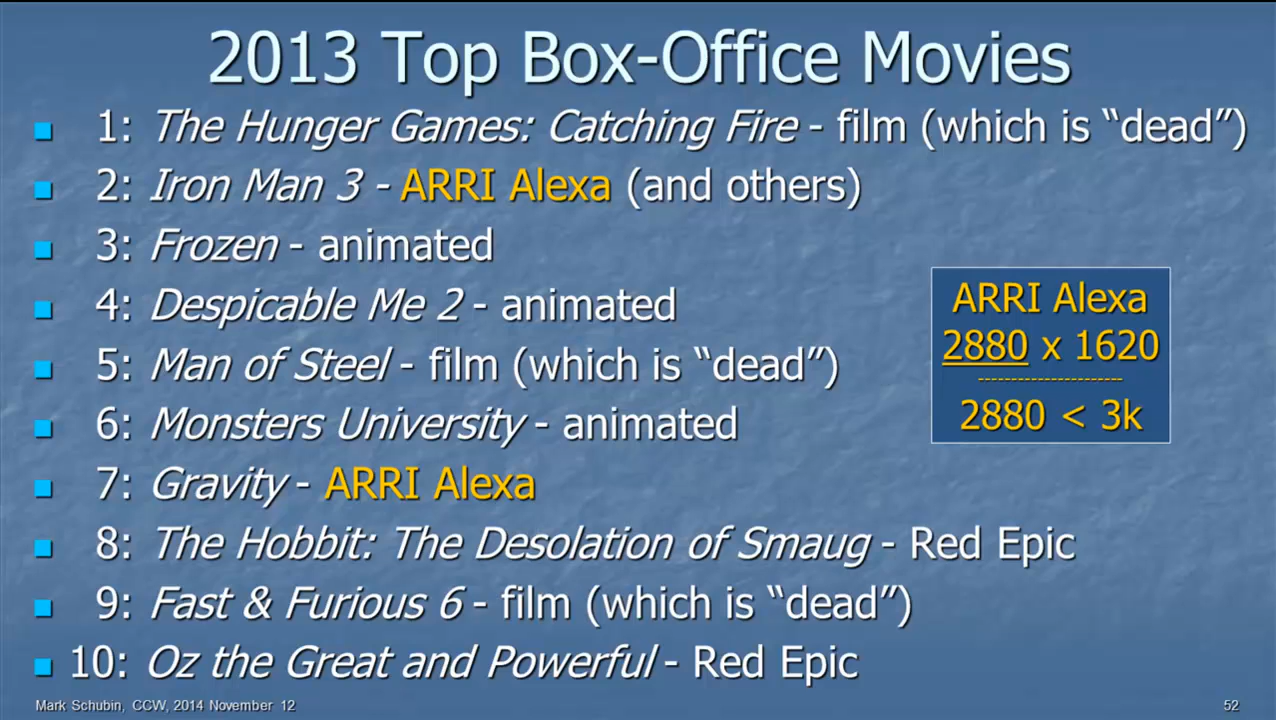 2013 Top Box-Office Movies
1: The Hunger Games: Catching Fire - film (which is “dead”)
2: Iron Man 3 - ARRI Alexa (and others)
3: Frozen - animated
4: Despicable Me 2 - animated
5: Man of Steel - film (which is “dead”)
6: Monsters University - animated
7: Gravity - ARRI Alexa
8: The Hobbit: The Desolation of Smaug - Red Epic
9: Fast & Furious 6 - film (which is “dead”)
10: Oz the Great and Powerful - Red Epic
ARRI Alexa
2880 x 1620
----------------------
2880 < 3k
Mark Schubin, CCW, 2014 November 12
52